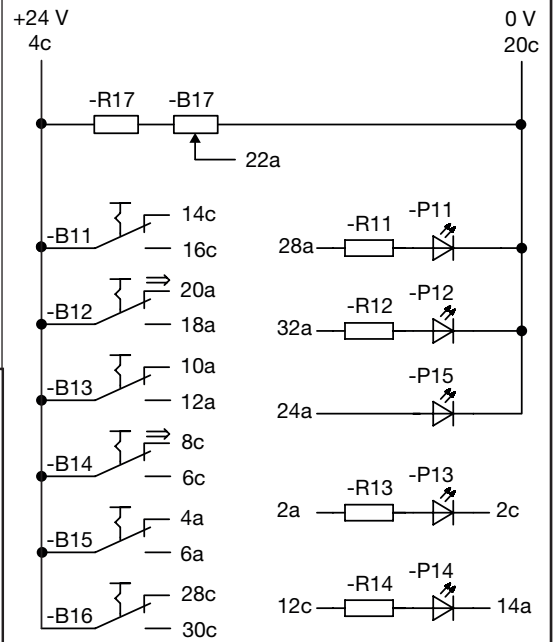 +24 V 0 V
4c 20c
-R17 -B17
22a
14c
-B11 16c
20a
-B12 18a
10a
-B13 12a
8c
-B14 6c
4a
-B15 6a
28c
-B16 30c
-P11
-R11
28a
-P12
-R12
32a
-P15
24a
-P13
-R13
2a 2c
-P14
-R14
12c 14a